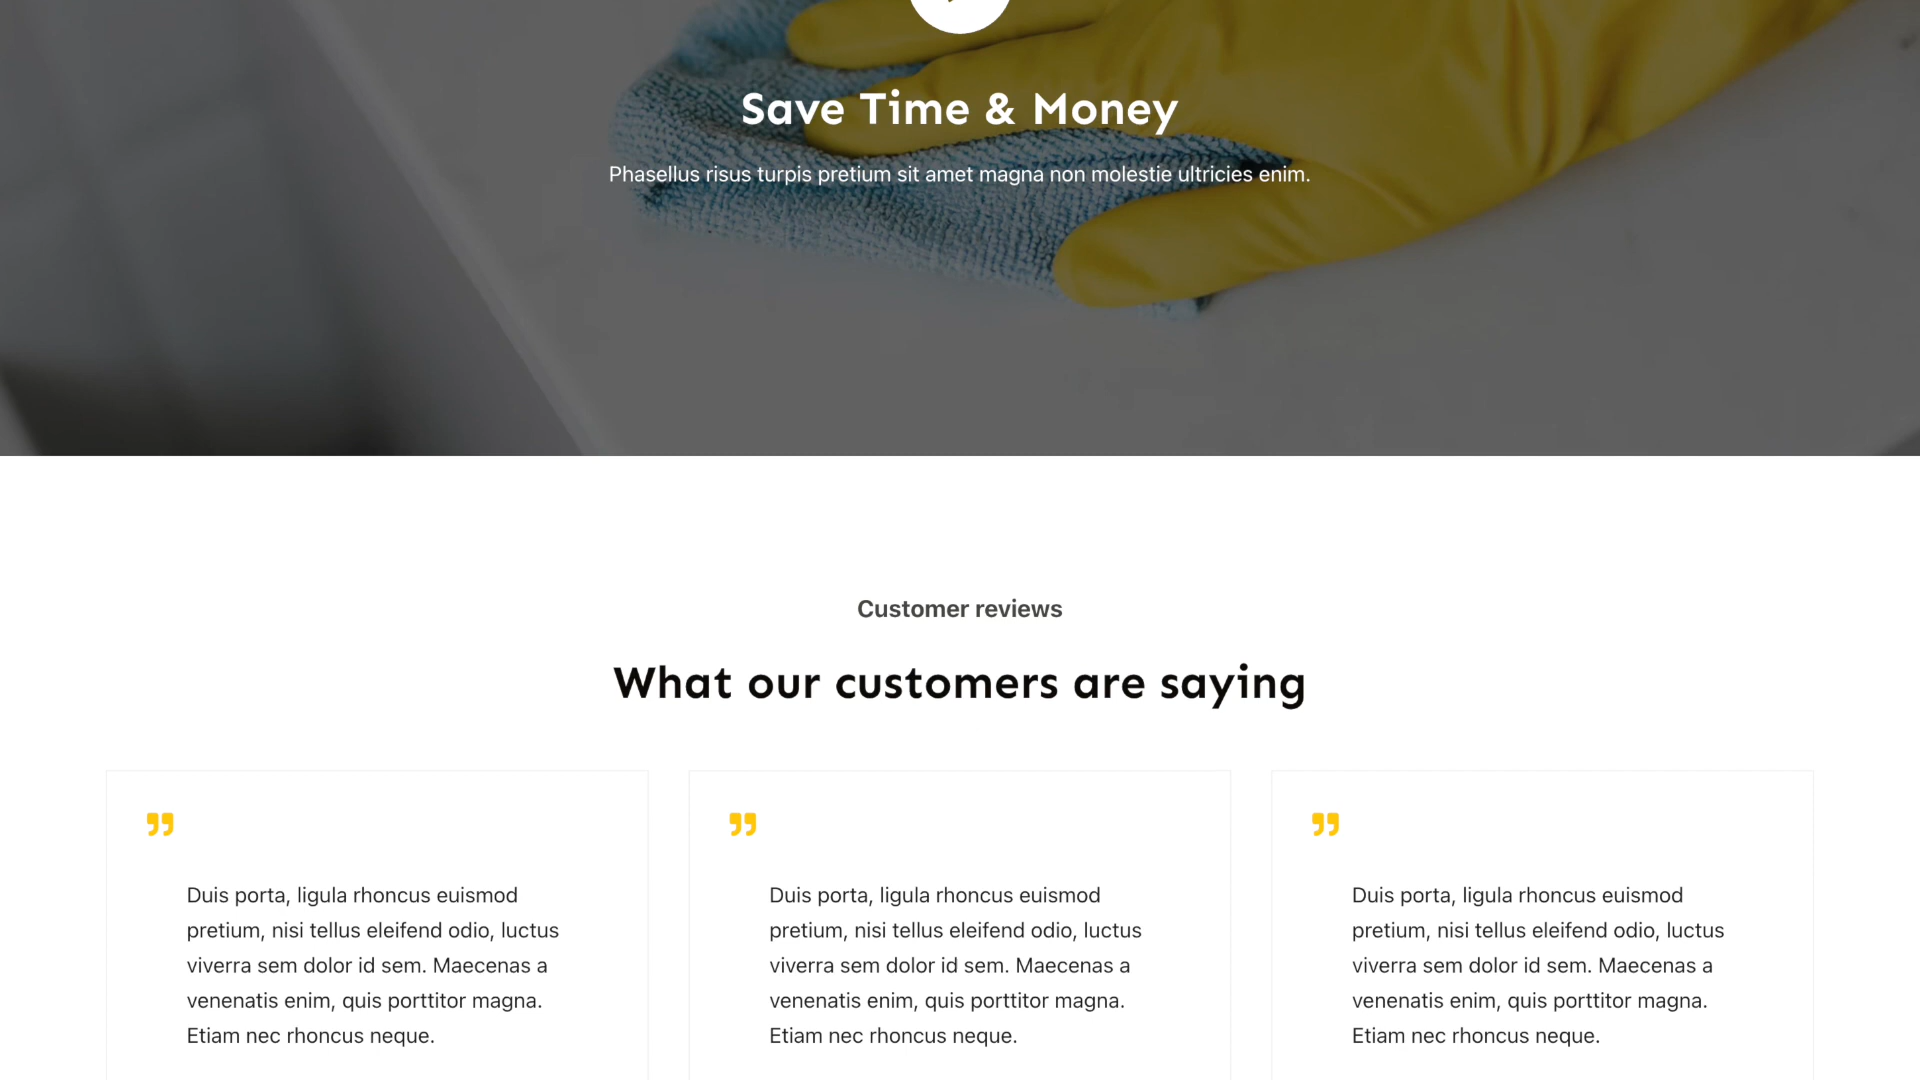 Save Time & Money
Phasellus risus turpis pretium sit amet magna non molestie ultricies enim.
Customer reviews
What our customers are saying
Duis porta, ligula rhoncus euismod
pretium, nisi tellus eleifend odio, luctus
viverra sem dolor id sem. Maecenas a
venenatis enim, quis porttitor magna.
Etiam nec rhoncus neque.
Duis porta, ligula rhoncus euismod
pretium, nisi tellus eleifend odio, luctus
viverra sem dolor id sem. Maecenas a
venenatis enim, quis porttitor magna.
Etiam nec rhoncus neque.
Duis porta, ligula rhoncus euismod
pretium, nisi tellus eleifend odio, luctus
viverra sem dolor id sem. Maecenas a
venenatis enim, quis porttitor magna.
Etiam nec rhoncus neque.